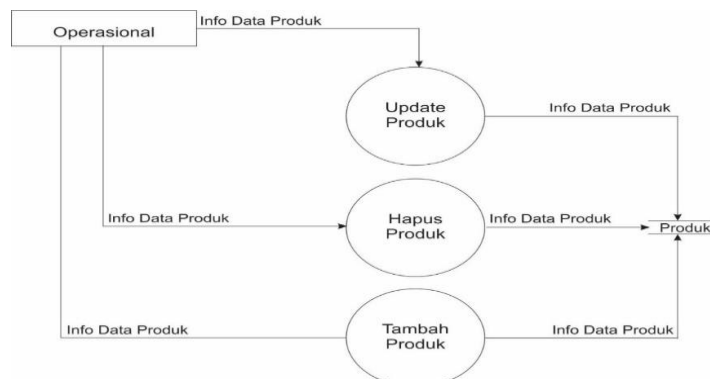 Info Data Produk
Operasional
Update
Produk
Info Data Produk
Info Data Produk
Hapus
Produk
Info Data Produk
Produk
Info Data Produk
Tambah
Produk
Info Data Produk